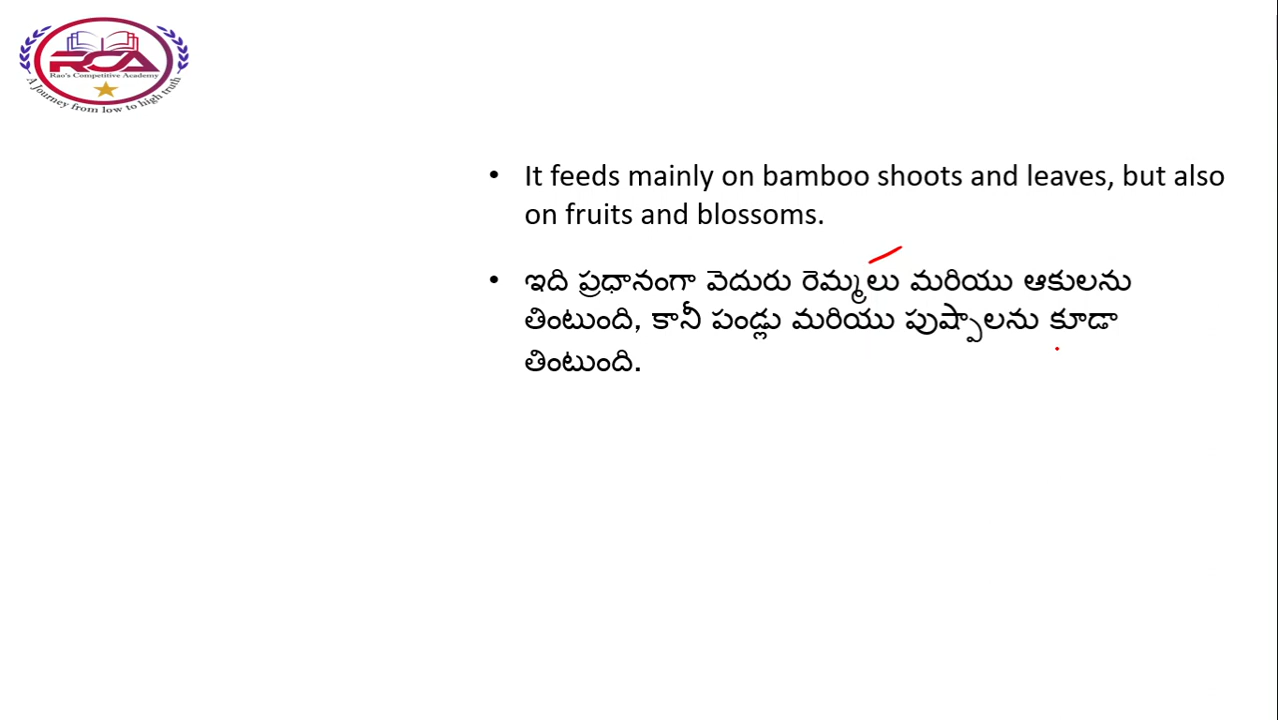 RCA
Rao's Competitive Academy
A Journey from low to high truth
• It feeds mainly on bamboo shoots and leaves, but also
on fruits and blossoms.
• ఇది ప్రధానంగా వెదురు రెమ్మలు మరియు ఆకులను
తింటుంది, కానీ పండ్లు మరియు పుష్పాలను కూడా
తింటుంది.